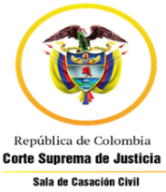 República de Colombia
Corte Suprema de Justicia
Sala de Casación Civil